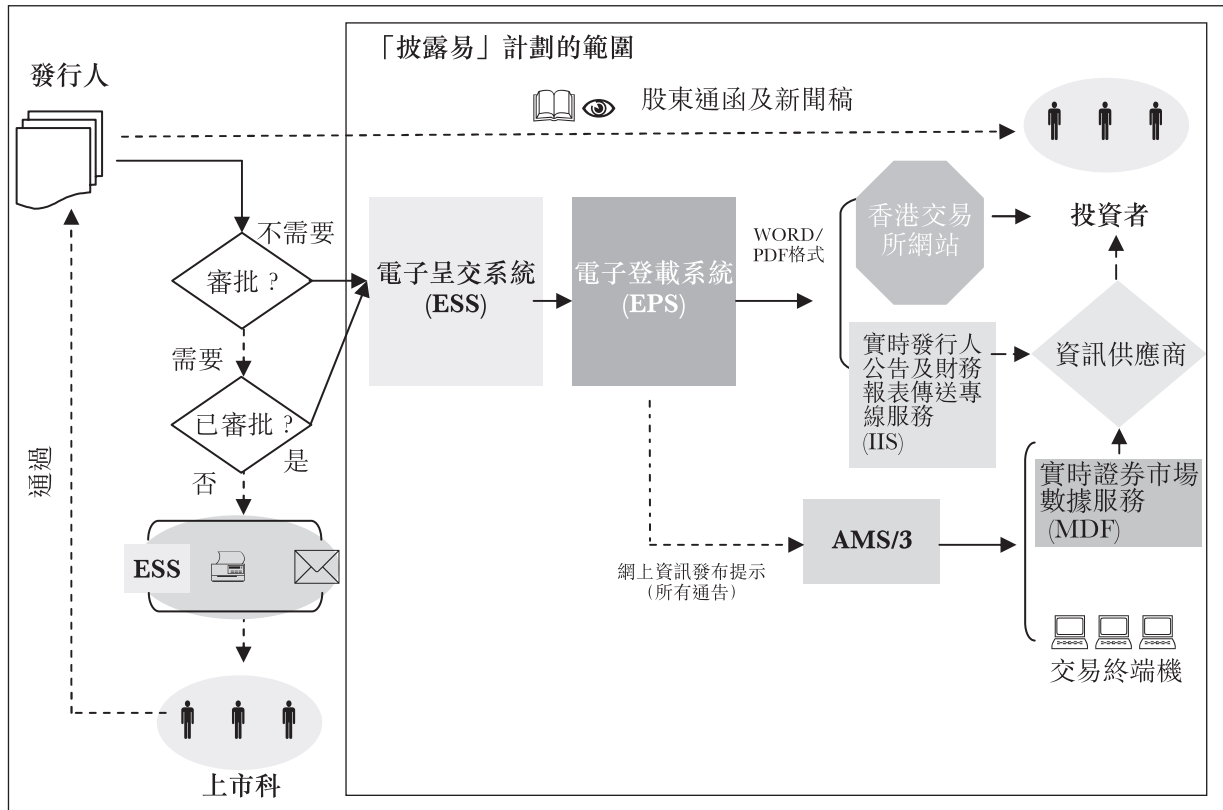 「披露易」計劃的範圍
發行人
股東通函及新聞稿
不需要
審批？
需要
已審批？
是
否
通過
ESS
上市科
電子呈交系統
(ESS)
電子登載系統
(EPS)
WORD/
PDF格式
香港交易
所網站
投資者
實時發行人
公告及財務
報表傳送專
線服務
(IIS)
資訊供應商
網上資訊發布提示
（所有通告）
AMS/3
實時證券市場
數據服務
(MDF)
交易終端機